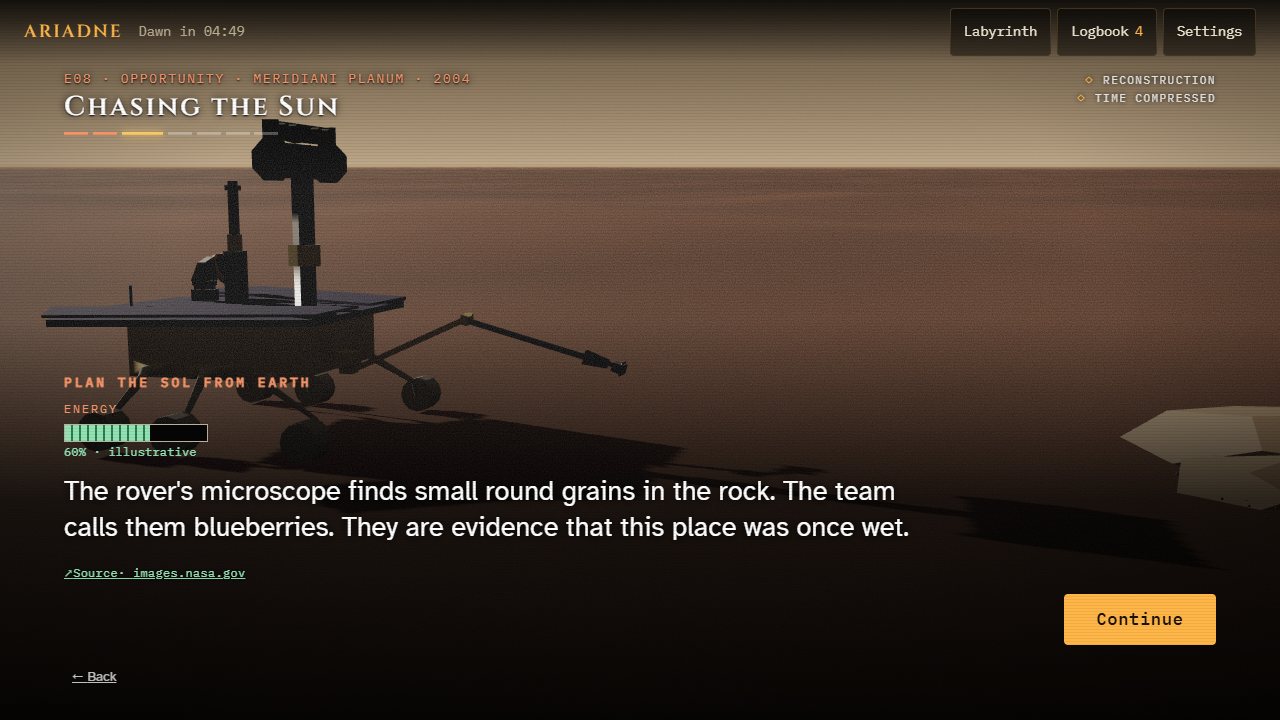 ARIADNE Dawn in 04:49 Labyrinth Logbook 4 Settings
E08 · OPPORTUNITY · MERIDIANI PLANUM · 2004
Chasing the Sun
◇ RECONSTRUCTION
◇ TIME COMPRESSED
PLAN THE SOL FROM EARTH
ENERGY
60% · illustrative
The rover's microscope finds small round grains in the rock. The team
calls them blueberries. They are evidence that this place was once wet.
↗Source· images.nasa.gov
Continue
← Back